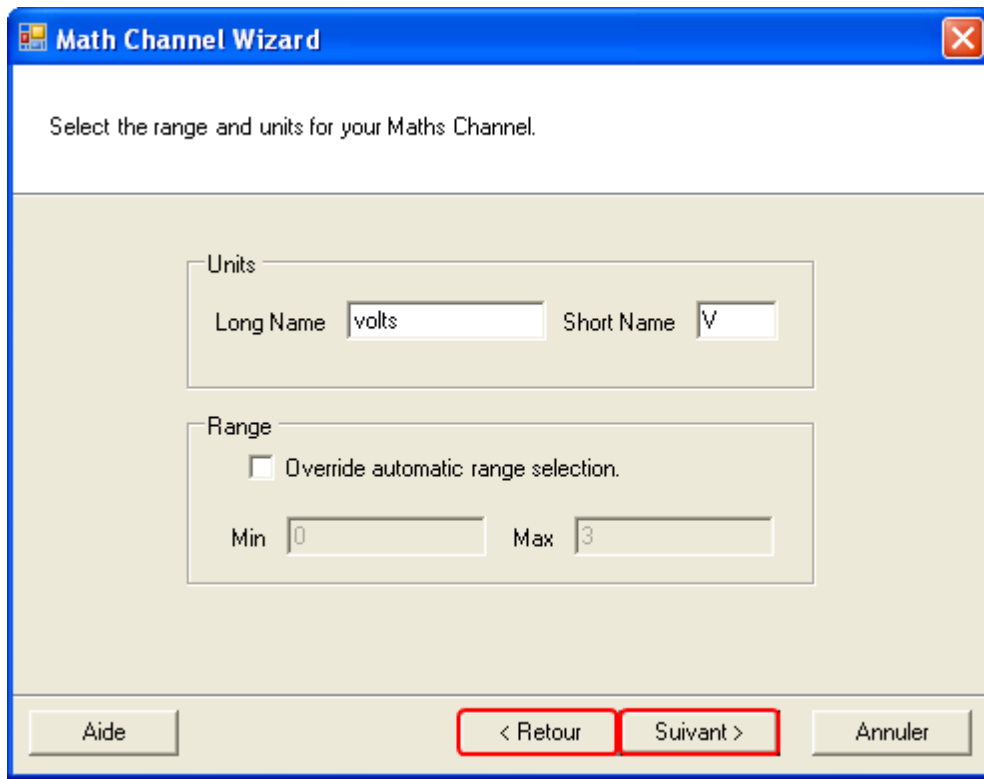 Math Channel Wizard
Select the range and units for your Maths Channel.
Units
Long Name volts Short Name V
Range
Override automatic range selection.
Min 0 Max 3
Aide < Retour Suivant > Annuler